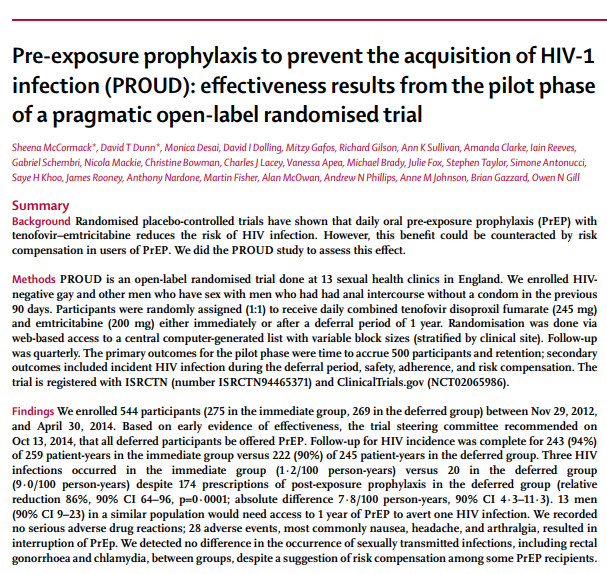 Pre-exposure prophylaxis to prevent the acquisition of HIV-1
infection (PROUD): effectiveness results from the pilot phase
of a pragmatic open-label randomised trial
Sheena McCormack*, David T Dunn*, Monica Desai, David I Dolling, Mitzy Gafos, Richard Gilson, Ann K Sullivan, Amanda Clarke, Iain Reeves,
Gabriel Schembri, Nicola Mackie, Christine Bowman, Charles J Lacey, Vanessa Apea, Michael Brady, Julie Fox, Stephen Taylor, Simone Antonucci,
Saye H Khoo, James Rooney, Anthony Nardone, Martin Fisher, Alan McOwan, Andrew N Phillips, Anne M Johnson, Brian Gazzard, Owen N Gill
Summary
Background Randomised placebo-controlled trials have shown that daily oral pre-exposure prophylaxis (PrEP) with
tenofovir–emtricitabine reduces the risk of HIV infection. However, this benefit could be counteracted by risk
compensation in users of PrEP. We did the PROUD study to assess this effect.
Methods PROUD is an open-label randomised trial done at 13 sexual health clinics in England. We enrolled HIV-
negative gay and other men who have sex with men who had had anal intercourse without a condom in the previous
90 days. Participants were randomly assigned (1:1) to receive daily combined tenofovir disoproxil fumarate (245 mg)
and emtricitabine (200 mg) either immediately or after a deferral period of 1 year. Randomisation was done via
web-based access to a central computer-generated list with variable block sizes (stratified by clinical site). Follow-up
was quarterly. The primary outcomes for the pilot phase were time to accrue 500 participants and retention; secondary
outcomes included incident HIV infection during the deferral period, safety, adherence, and risk compensation. The
trial is registered with ISRCTN (number ISRCTN94465371) and ClinicalTrials.gov (NCT02065986).
Findings We enrolled 544 participants (275 in the immediate group, 269 in the deferred group) between Nov 29, 2012,
and April 30, 2014. Based on early evidence of effectiveness, the trial steering committee recommended on
Oct 13, 2014, that all deferred participants be offered PrEP. Follow-up for HIV incidence was complete for 243 (94%)
of 259 patient-years in the immediate group versus 222 (90%) of 245 patient-years in the deferred group. Three HIV
infections occurred in the immediate group (1·2/100 person-years) versus 20 in the deferred group
(9·0/100 person-years) despite 174 prescriptions of post-exposure prophylaxis in the deferred group (relative
reduction 86%, 90% CI 64–96, p=0·0001; absolute difference 7·8/100 person-years, 90% CI 4·3–11·3). 13 men
(90% CI 9–23) in a similar population would need access to 1 year of PrEP to avert one HIV infection. We recorded
no serious adverse drug reactions; 28 adverse events, most commonly nausea, headache, and arthralgia, resulted in
interruption of PrEp. We detected no difference in the occurrence of sexually transmitted infections, including rectal
gonorrhoea and chlamydia, between groups, despite a suggestion of risk compensation among some PrEP recipients.